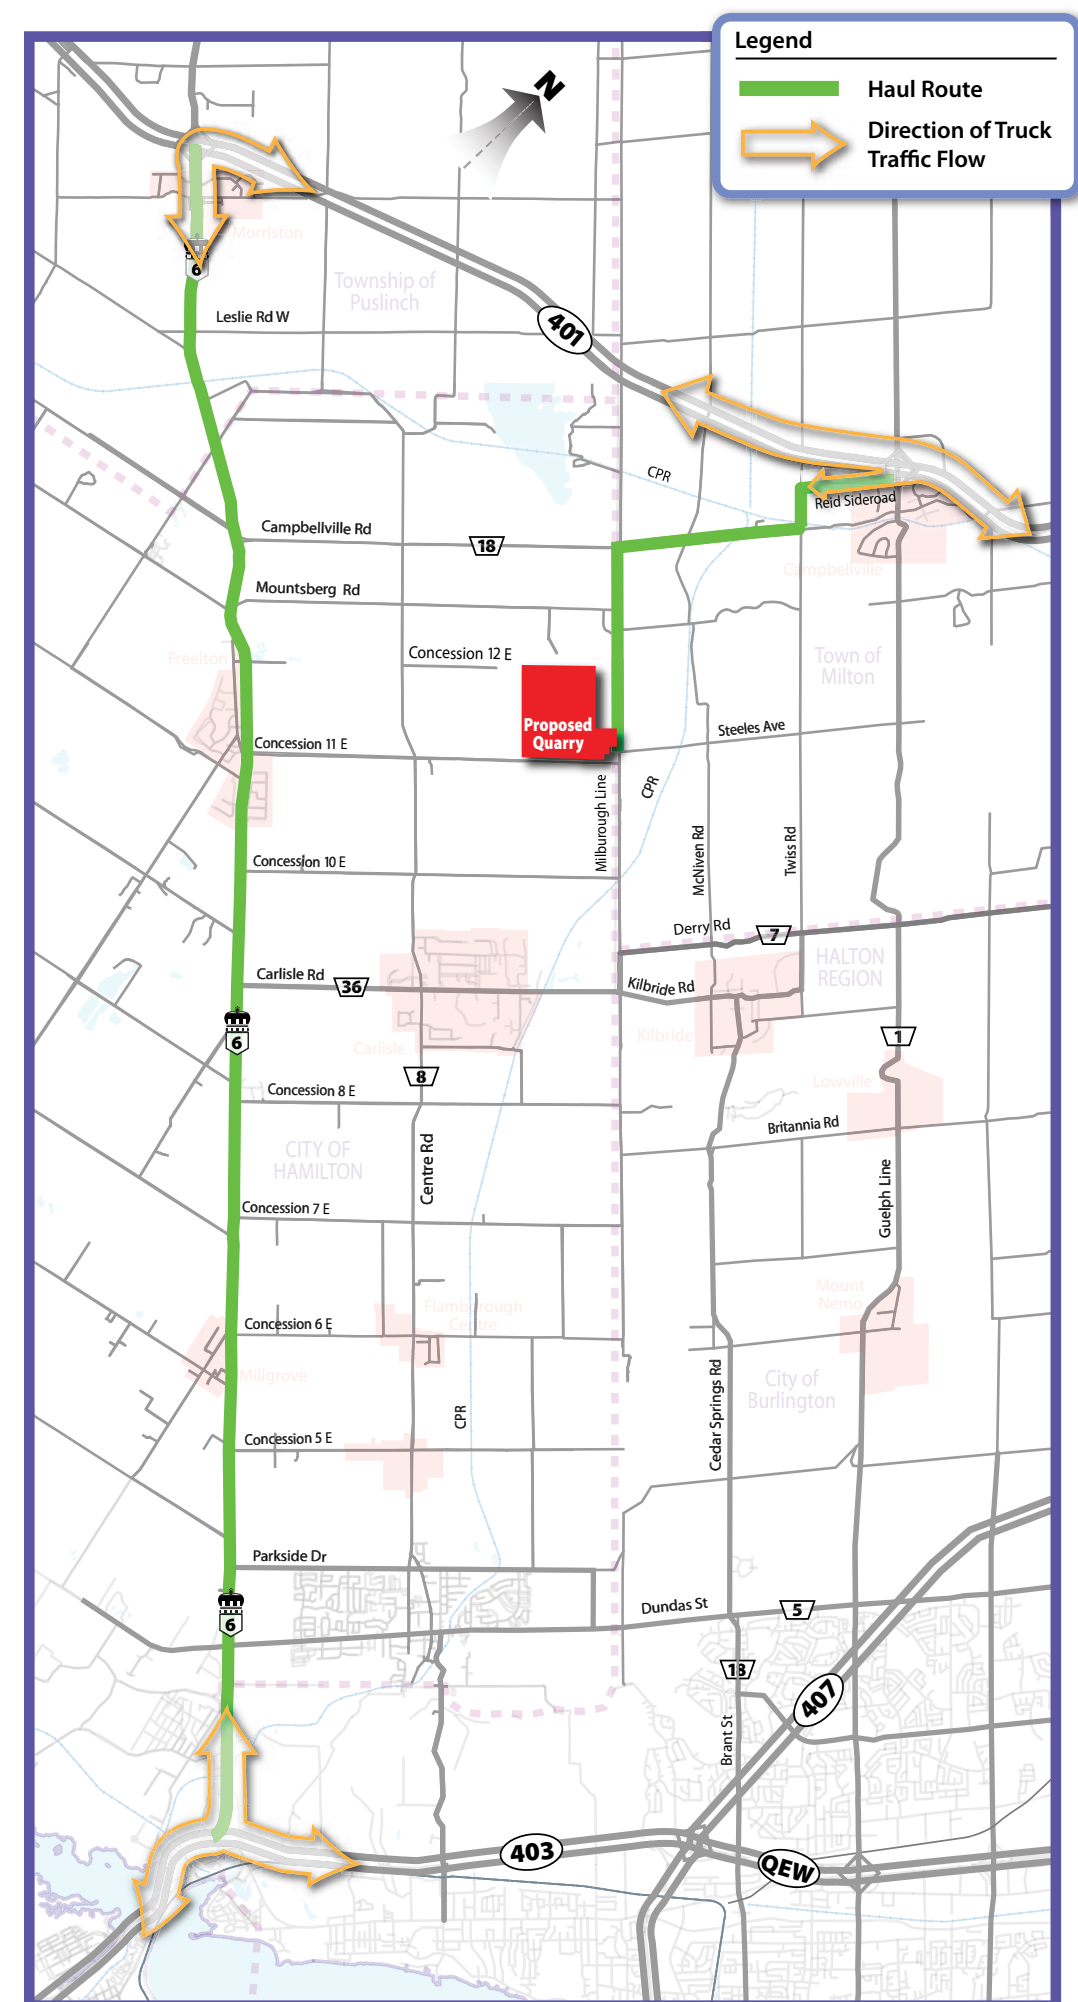 Legend
Haul Route
Direction of Truck
Traffic Flow
N
Morriston
6
Township of
Puslinch
Leslie Rd W
401
CPR
Reid Sideroad
Campbellville Rd
18
Campbellville
Mountsberg Rd
Freelton
Concession 12 E
Town of
Milton
Proposed
Quarry
Steeles Ave
Concession 11 E
Milburough Line
CPR
McNiven Rd
Twiss Rd
Concession 10 E
Derry Rd
7
HALTON
REGION
Carlisle Rd
36
Kilbride Rd
6
Carlisle
Kilbride
1
8
Lowville
Concession 8 E
Britannia Rd
CITY OF
HAMILTON
Centre Rd
Guelph Line
Concession 7 E
Mount
Nemo
Flamborough
Centre
Concession 6 E
Millgrove
City of
Burlington
Cedar Springs Rd
CPR
Concession 5 E
Parkside Dr
6
Dundas St
5
18
407
Brant St
403
QEW